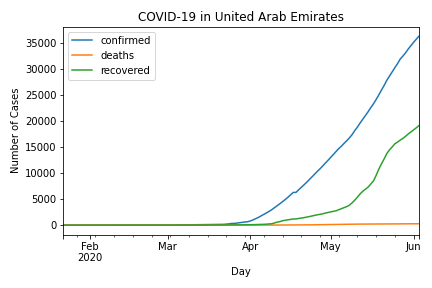 COVID-19 in United Arab Emirates
confirmed
deaths
recovered
Number of Cases
35000
30000
25000
20000
15000
10000
5000
0
Feb
2020
Mar
Apr
May
Jun
Day